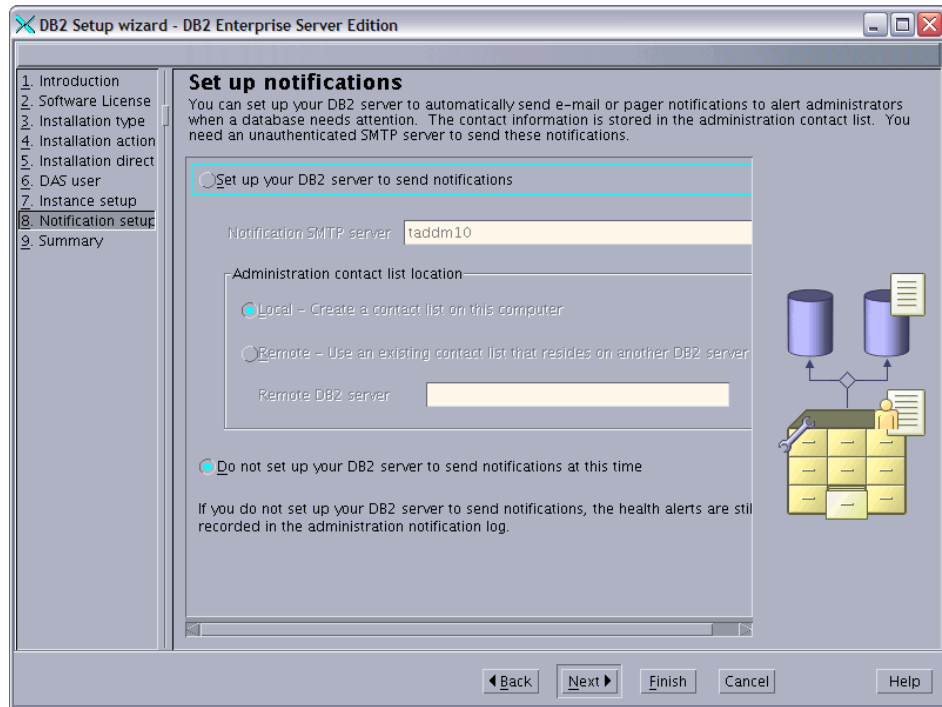 DB2 Setup wizard - DB2 Enterprise Server Edition
1. Introduction
2. Software License
3. Installation type
4. Installation action
5. Installation direct
6. DAS user
7. Instance setup
8. Notification setup
9. Summary
Set up notifications
You can set up your DB2 server to automatically send e-mail or pager notifications to alert administrators
when a database needs attention. The contact information is stored in the administration contact list. You
need an unauthenticated SMTP server to send these notifications.
Set up your DB2 server to send notifications
Notification SMTP server taddm10
Administration contact list location
Local - Create a contact list on this computer
Remote - Use an existing contact list that resides on another DB2 server
Remote DB2 server
Do not set up your DB2 server to send notifications at this time
If you do not set up your DB2 server to send notifications, the health alerts are stil
recorded in the administration notification log.
Back Next Finish Cancel Help